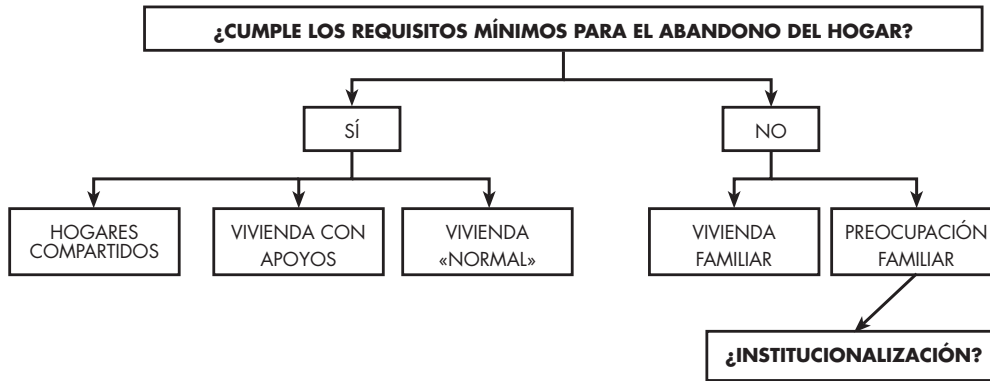 ¿CUMPLE LOS REQUISITOS MÍNIMOS PARA EL ABANDONO DEL HOGAR?
SÍ
NO
HOGARES
COMPARTIDOS
VIVIENDA CON
APOYOS
VIVIENDA
«NORMAL»
VIVIENDA
FAMILIAR
PREOCUPACIÓN
FAMILIAR
¿INSTITUCIONALIZACIÓN?